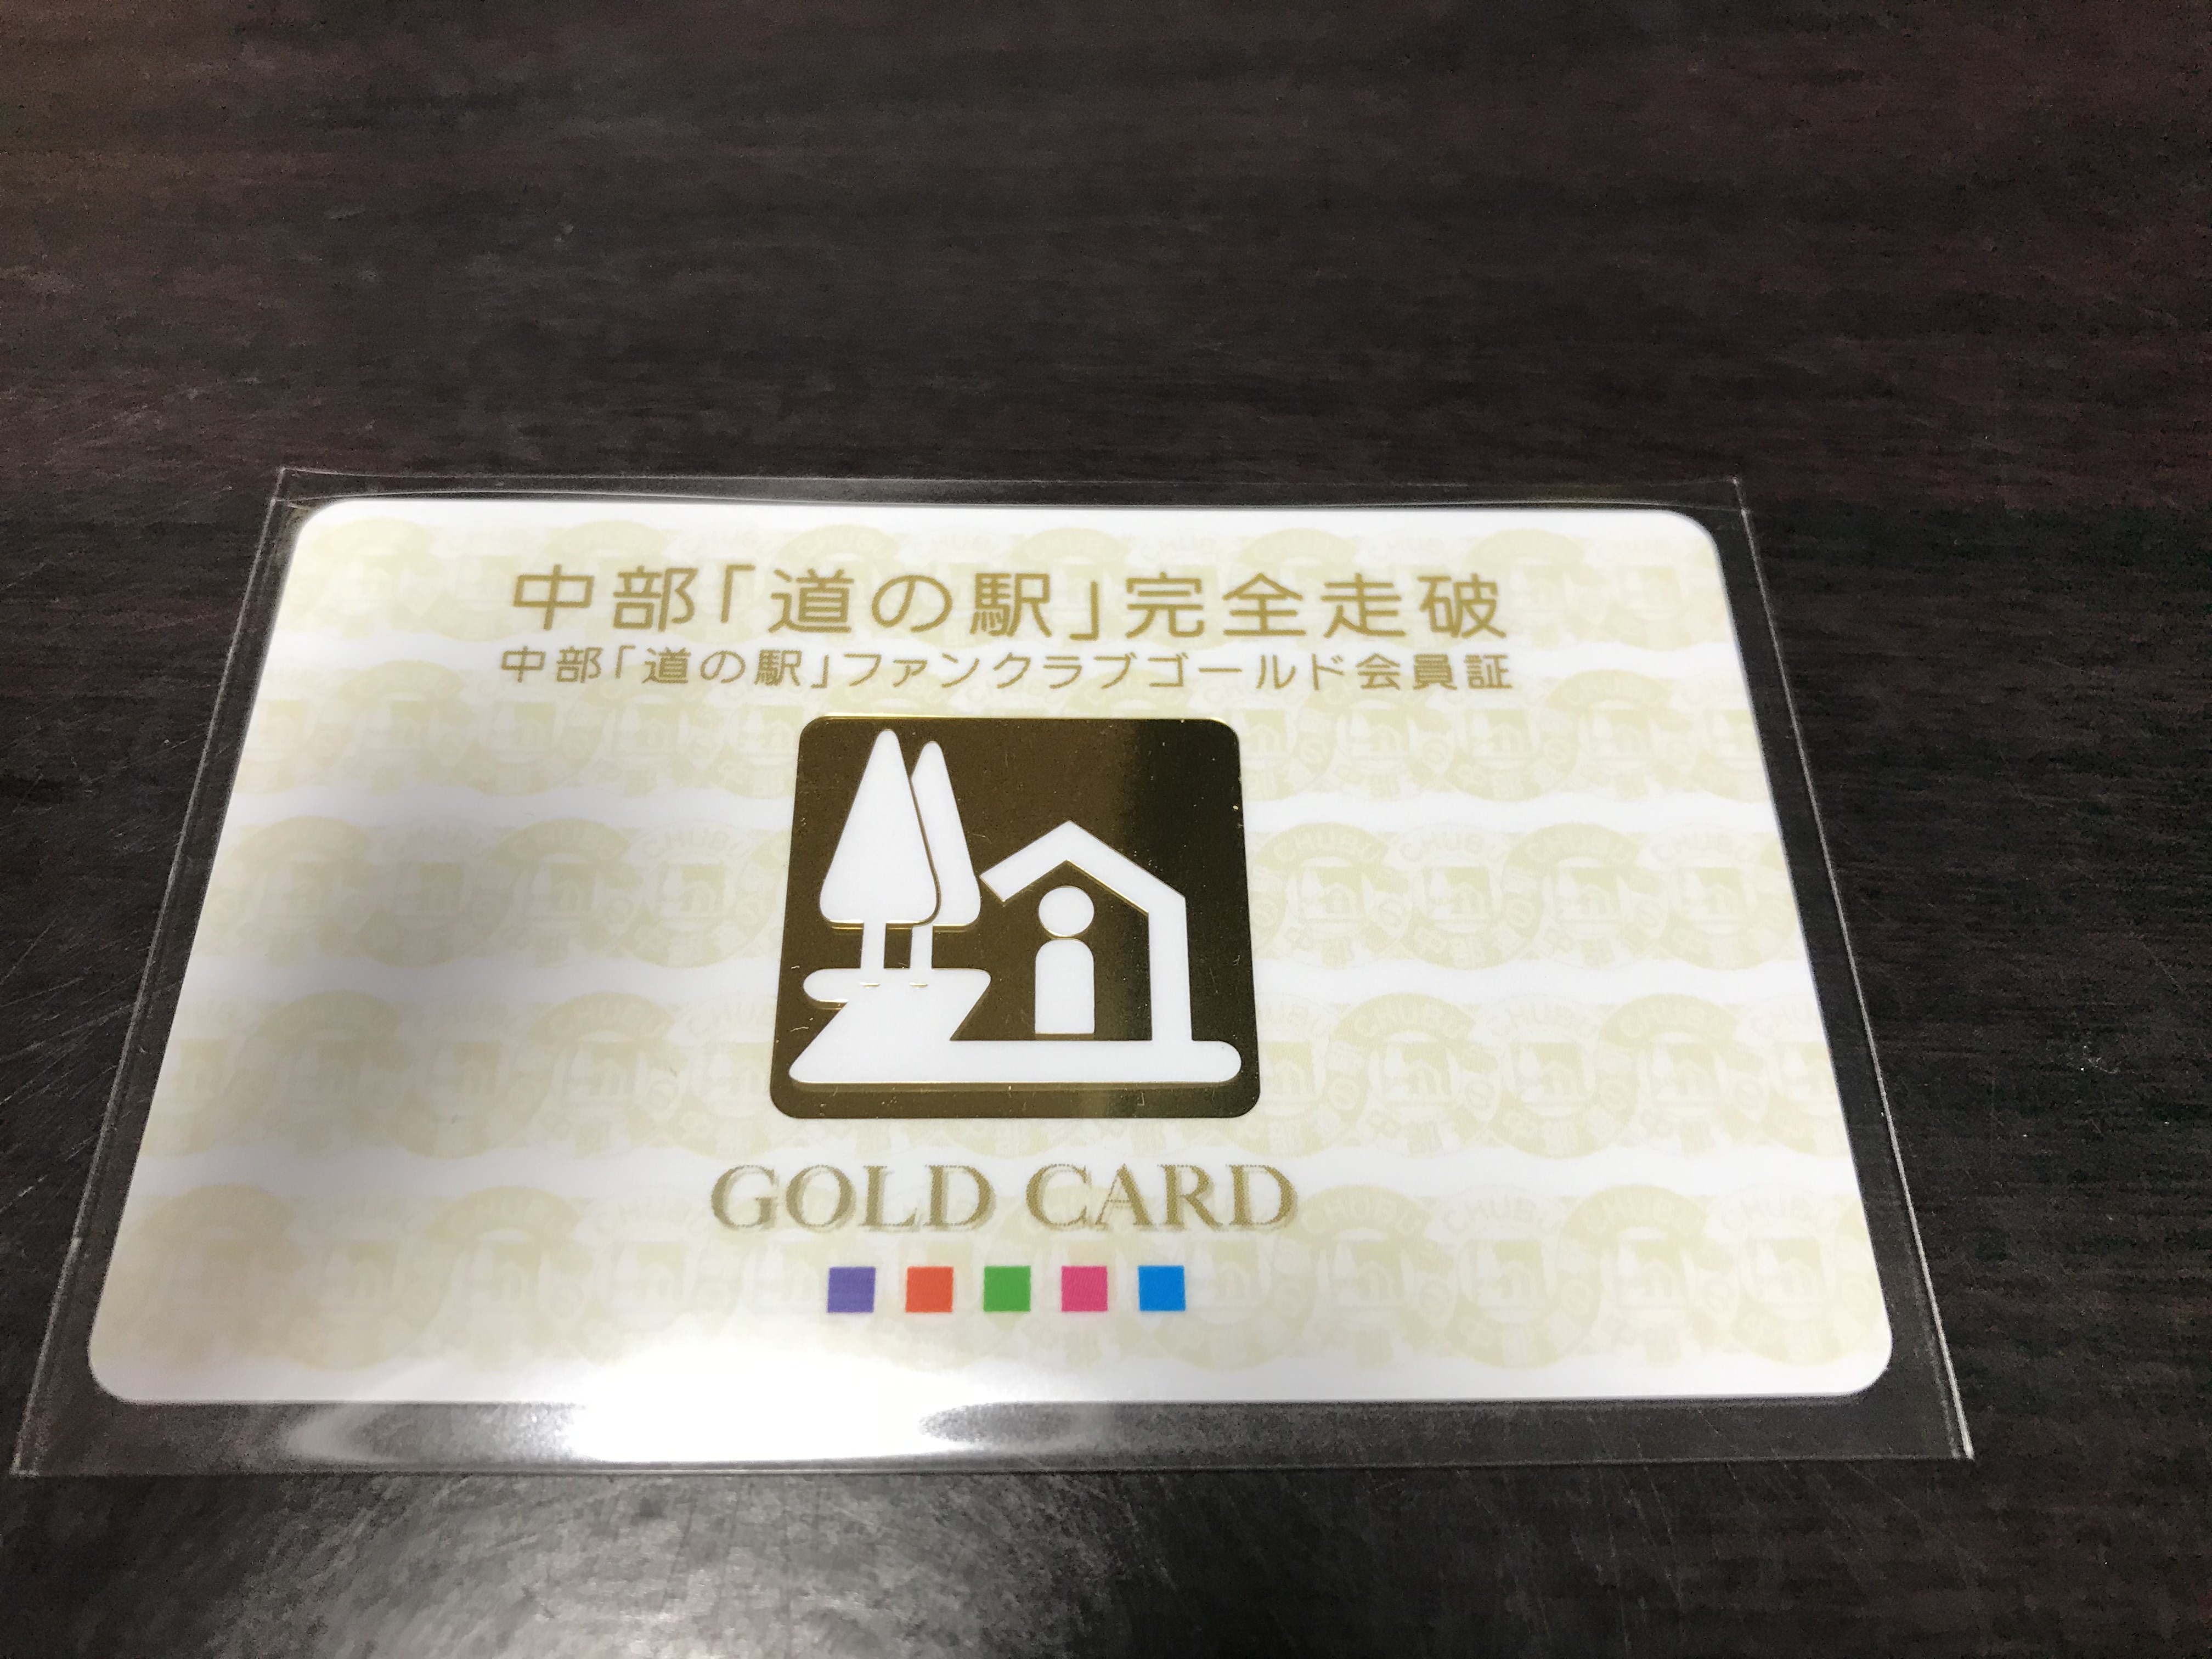 中部「道の駅」完全走破
中部「道の駅」ファンクラブゴールド会員証
GOLD CARD